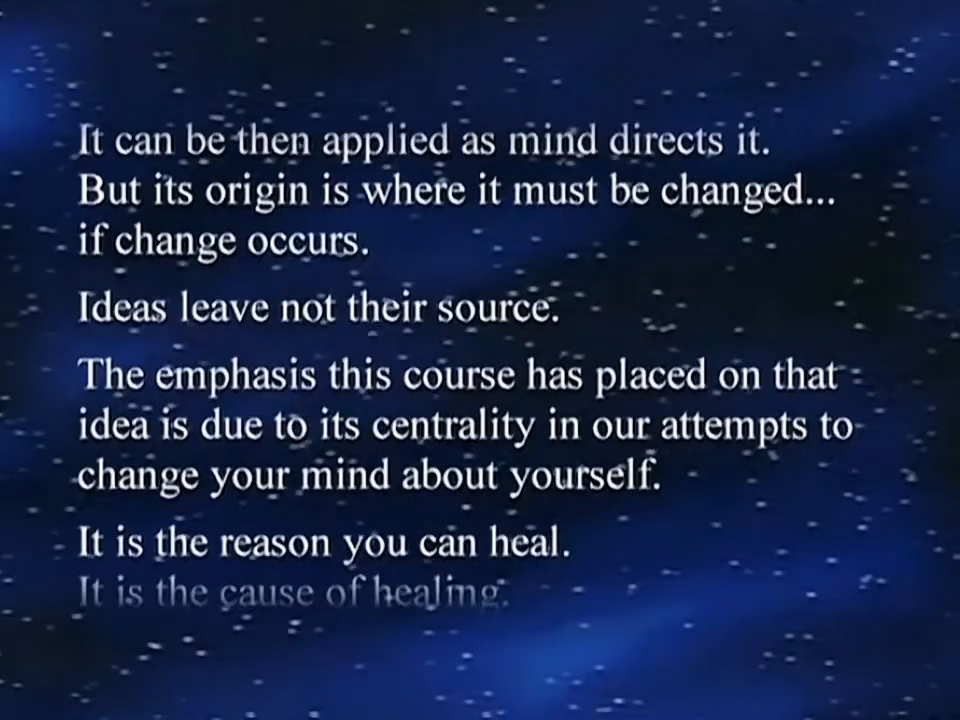 It can be then applied as mind directs it.
But its origin is where it must be changed...
if change occurs.
Ideas leave not their source.
The emphasis this course has placed on that
idea is due to its centrality in our attempts to
change your mind about yourself.
It is the reason you can heal.
It is the cause of healing.